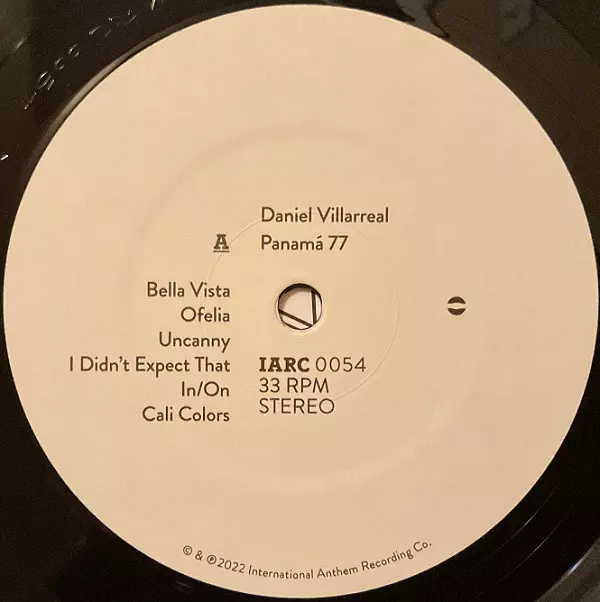 Daniel Villarreal
A
Panamá 77
Bella Vista
Ofelia
Uncanny
I Didn't Expect That
In/On
Cali Colors
IARC 0054
33 RPM
STEREO
© & ℗ 2022 International Anthem Recording Co.